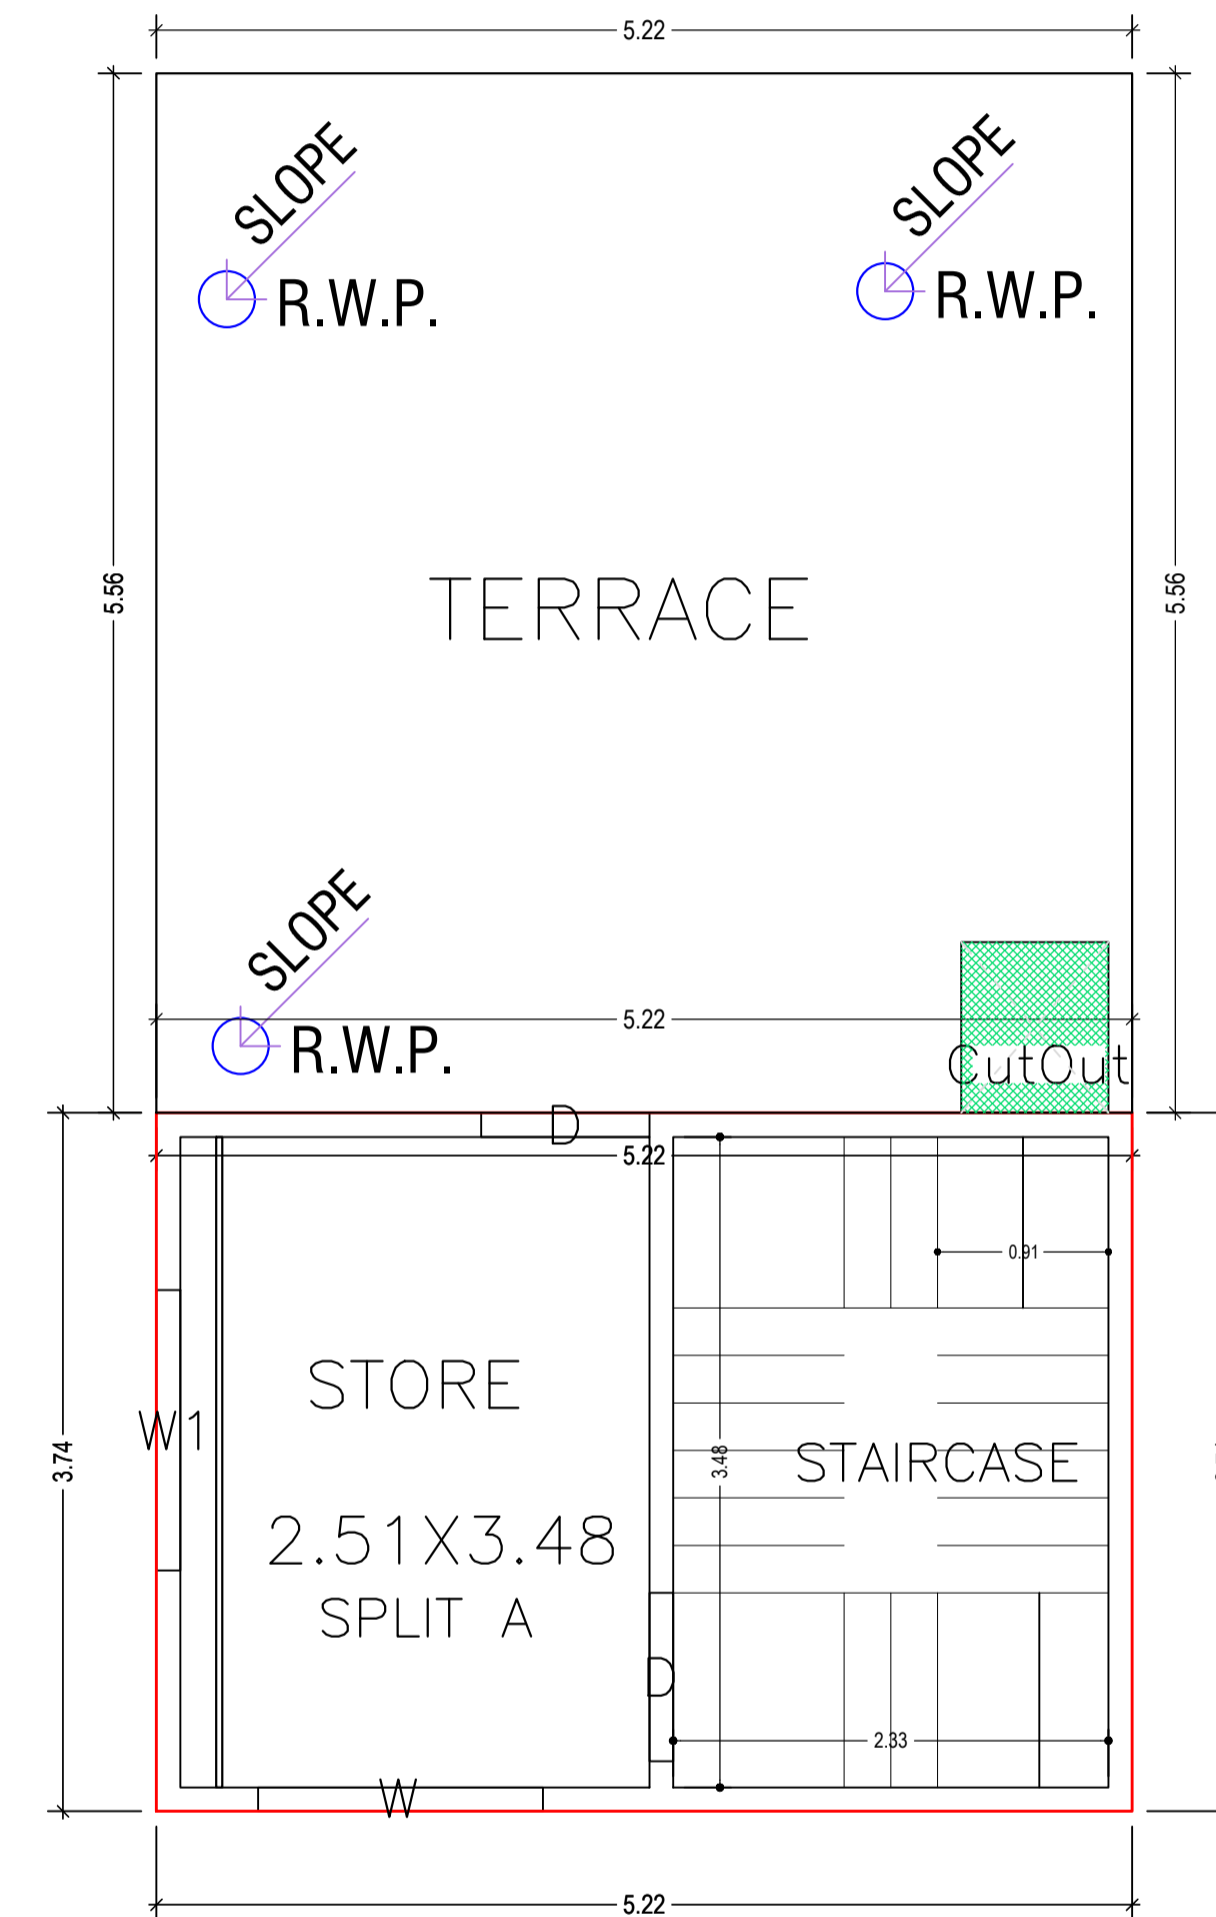 5.22
SLOPE
SLOPE
R.W.P.
R.W.P.
5.56
5.56
TERRACE
SLOPE
5.22
R.W.P.
CutOut
D
5.22
0.91
STORE
W1
3.74
3.48
STAIRCASE
2.51X3.48
SPLIT A
D
2.33
W
5.22